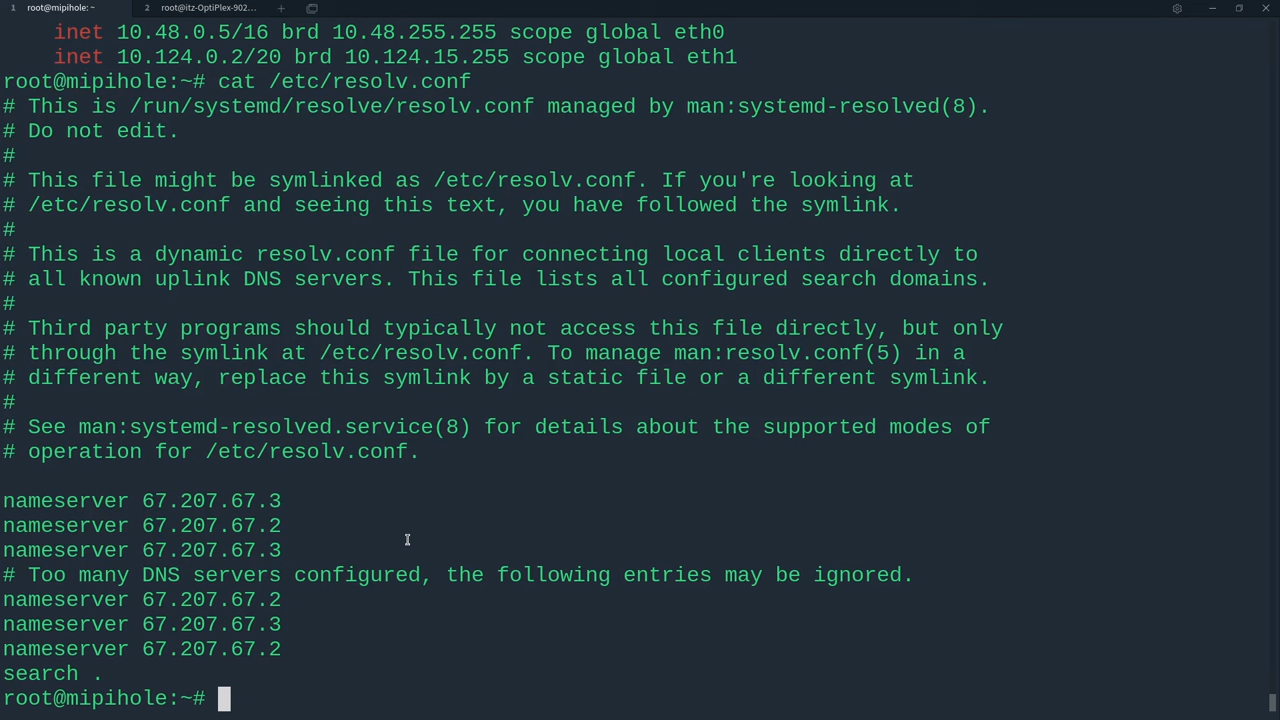 1 root@mipihole: ~ 2 root@itz-OptiPlex-902...
inet 10.48.0.5/16 brd 10.48.255.255 scope global eth0
inet 10.124.0.2/20 brd 10.124.15.255 scope global eth1
root@mipihole:~# cat /etc/resolv.conf
# This is /run/systemd/resolve/resolv.conf managed by man:systemd-resolved(8).
# Do not edit.
#
# This file might be symlinked as /etc/resolv.conf. If you're looking at
# /etc/resolv.conf and seeing this text, you have followed the symlink.
#
# This is a dynamic resolv.conf file for connecting local clients directly to
# all known uplink DNS servers. This file lists all configured search domains.
#
# Third party programs should typically not access this file directly, but only
# through the symlink at /etc/resolv.conf. To manage man:resolv.conf(5) in a
# different way, replace this symlink by a static file or a different symlink.
#
# See man:systemd-resolved.service(8) for details about the supported modes of
# operation for /etc/resolv.conf.
nameserver 67.207.67.3
nameserver 67.207.67.2
nameserver 67.207.67.3
# Too many DNS servers configured, the following entries may be ignored.
nameserver 67.207.67.2
nameserver 67.207.67.3
nameserver 67.207.67.2
search .
root@mipihole:~#